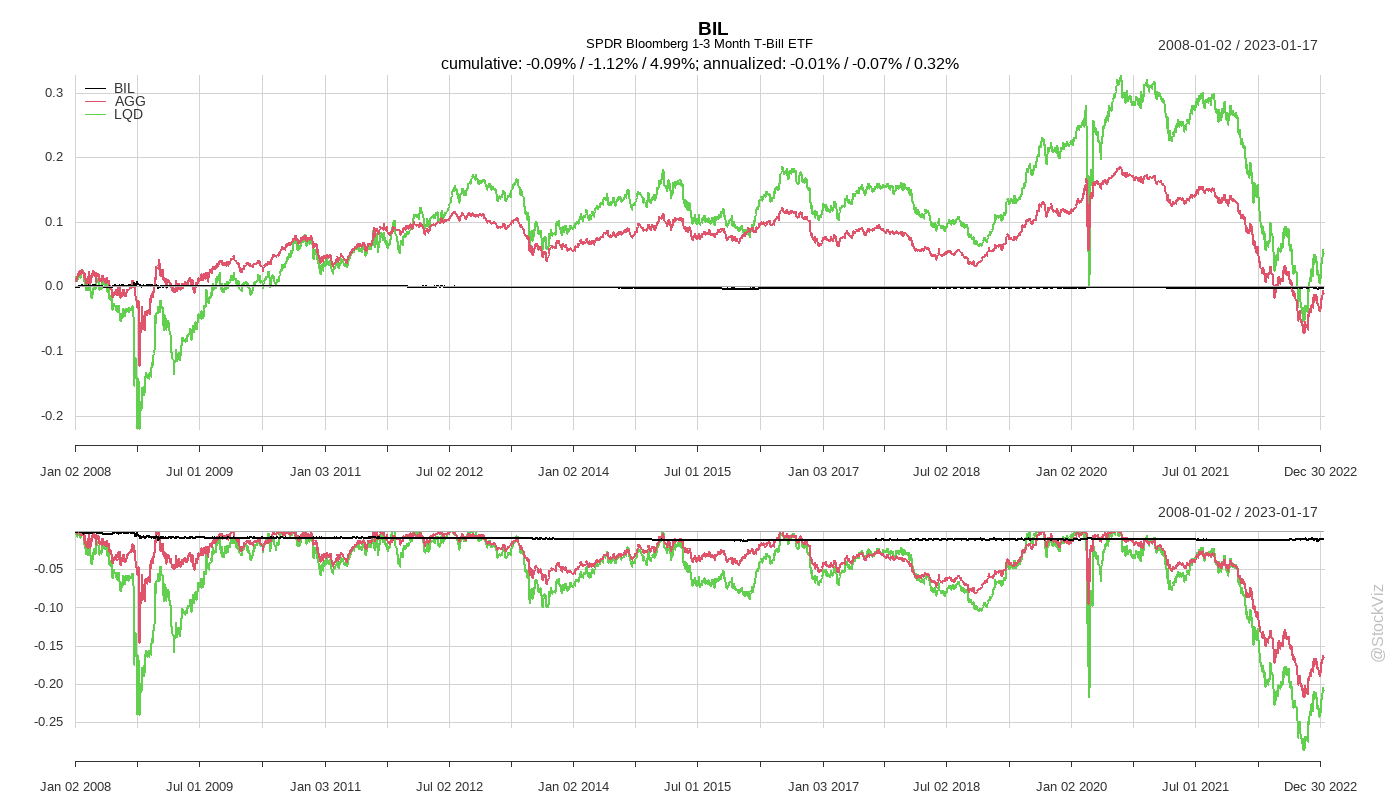 BIL
SPDR Bloomberg 1-3 Month T-Bill ETF
2008-01-02 / 2023-01-17
cumulative: -0.09% / -1.12% / 4.99%; annualized: -0.01% / -0.07% / 0.32%
BIL
AGG
LQD
0.3
0.2
0.1
0.0
-0.1
-0.2
Jan 02 2008 Jul 01 2009 Jan 03 2011 Jul 02 2012 Jan 02 2014 Jul 01 2015 Jan 03 2017 Jul 02 2018 Jan 02 2020 Jul 01 2021 Dec 30 2022
2008-01-02 / 2023-01-17
-0.05
-0.10
-0.15
-0.20
-0.25
Jan 02 2008 Jul 01 2009 Jan 03 2011 Jul 02 2012 Jan 02 2014 Jul 01 2015 Jan 03 2017 Jul 02 2018 Jan 02 2020 Jul 01 2021 Dec 30 2022
@StockViz